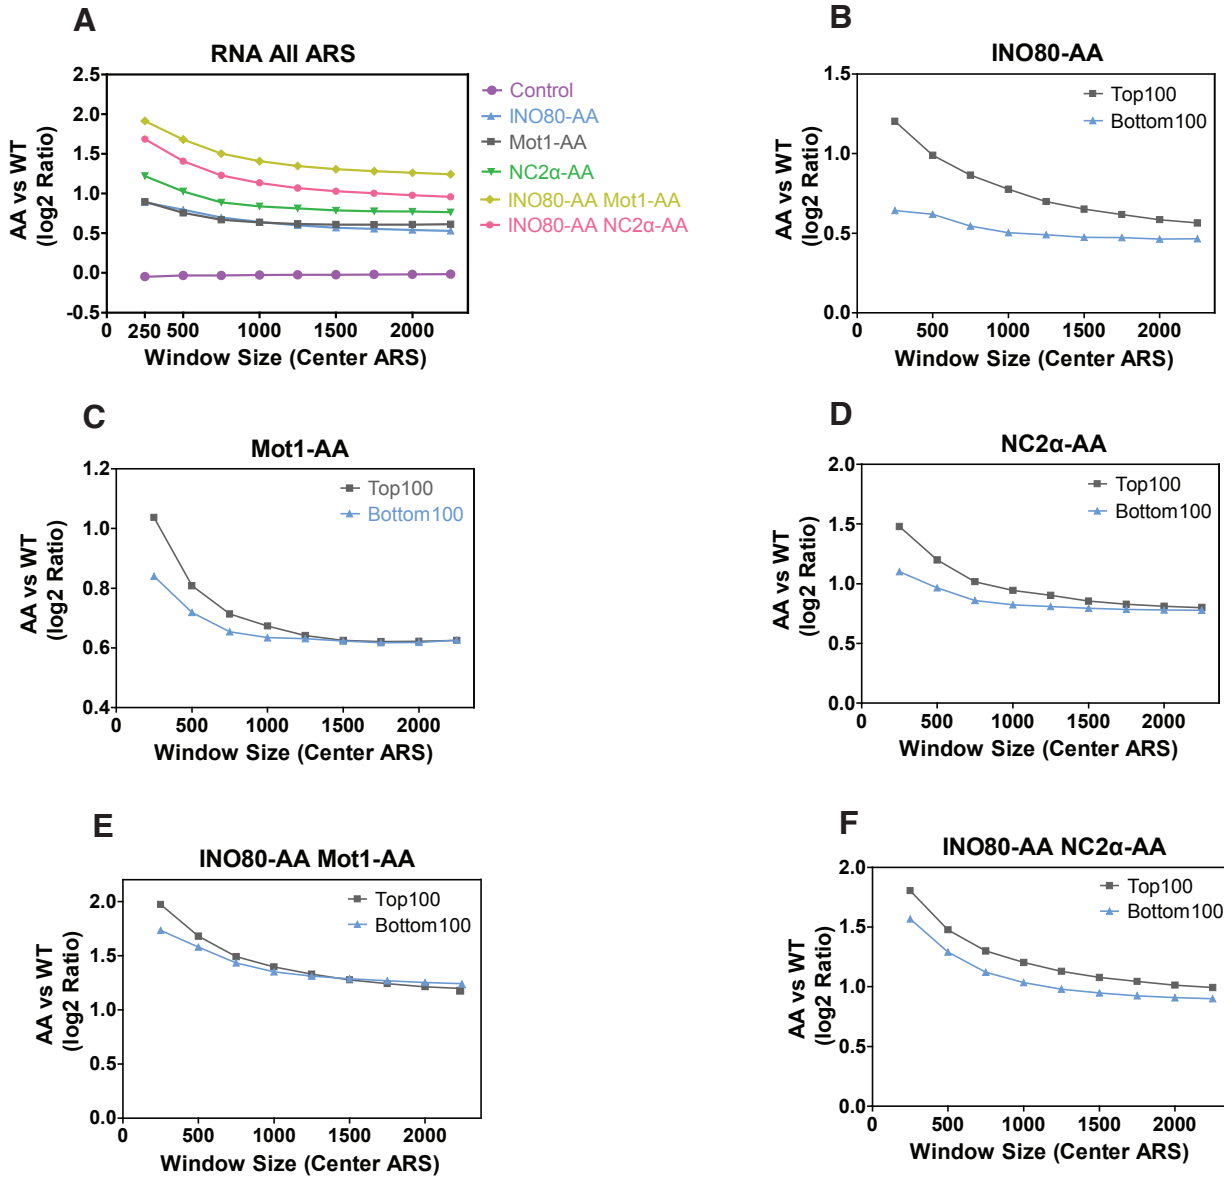 A
RNA All ARS
AA vs WT
(log2 Ratio)
2.5
2.0
1.5
1.0
0.5
0.0
-0.5
0 250 500 1000 1500 2000
Window Size (Center ARS)
Control
INO80-AA
Mot1-AA
NC2α-AA
INO80-AA Mot1-AA
INO80-AA NC2α-AA
B
INO80-AA
AA vs WT
(log2 Ratio)
1.5
1.0
0.5
0.0
0 500 1000 1500 2000
Window Size (Center ARS)
Top100
Bottom100
C
Mot1-AA
AA vs WT
(log2 Ratio)
1.2
1.0
0.8
0.6
0.4
0 500 1000 1500 2000
Window Size (Center ARS)
Top100
Bottom100
D
NC2α-AA
AA vs WT
(log2 Ratio)
2.0
1.5
1.0
0.5
0.0
0 500 1000 1500 2000
Window Size (Center ARS)
Top100
Bottom100
E
INO80-AA Mot1-AA
AA vs WT
(log2 Ratio)
2.0
1.5
1.0
0.5
0.0
0 500 1000 1500 2000
Window Size (Center ARS)
Top100
Bottom100
F
INO80-AA NC2α-AA
AA vs WT
(log2 Ratio)
2.0
1.5
1.0
0.5
0.0
0 500 1000 1500 2000
Window Size (Center ARS)
Top100
Bottom100